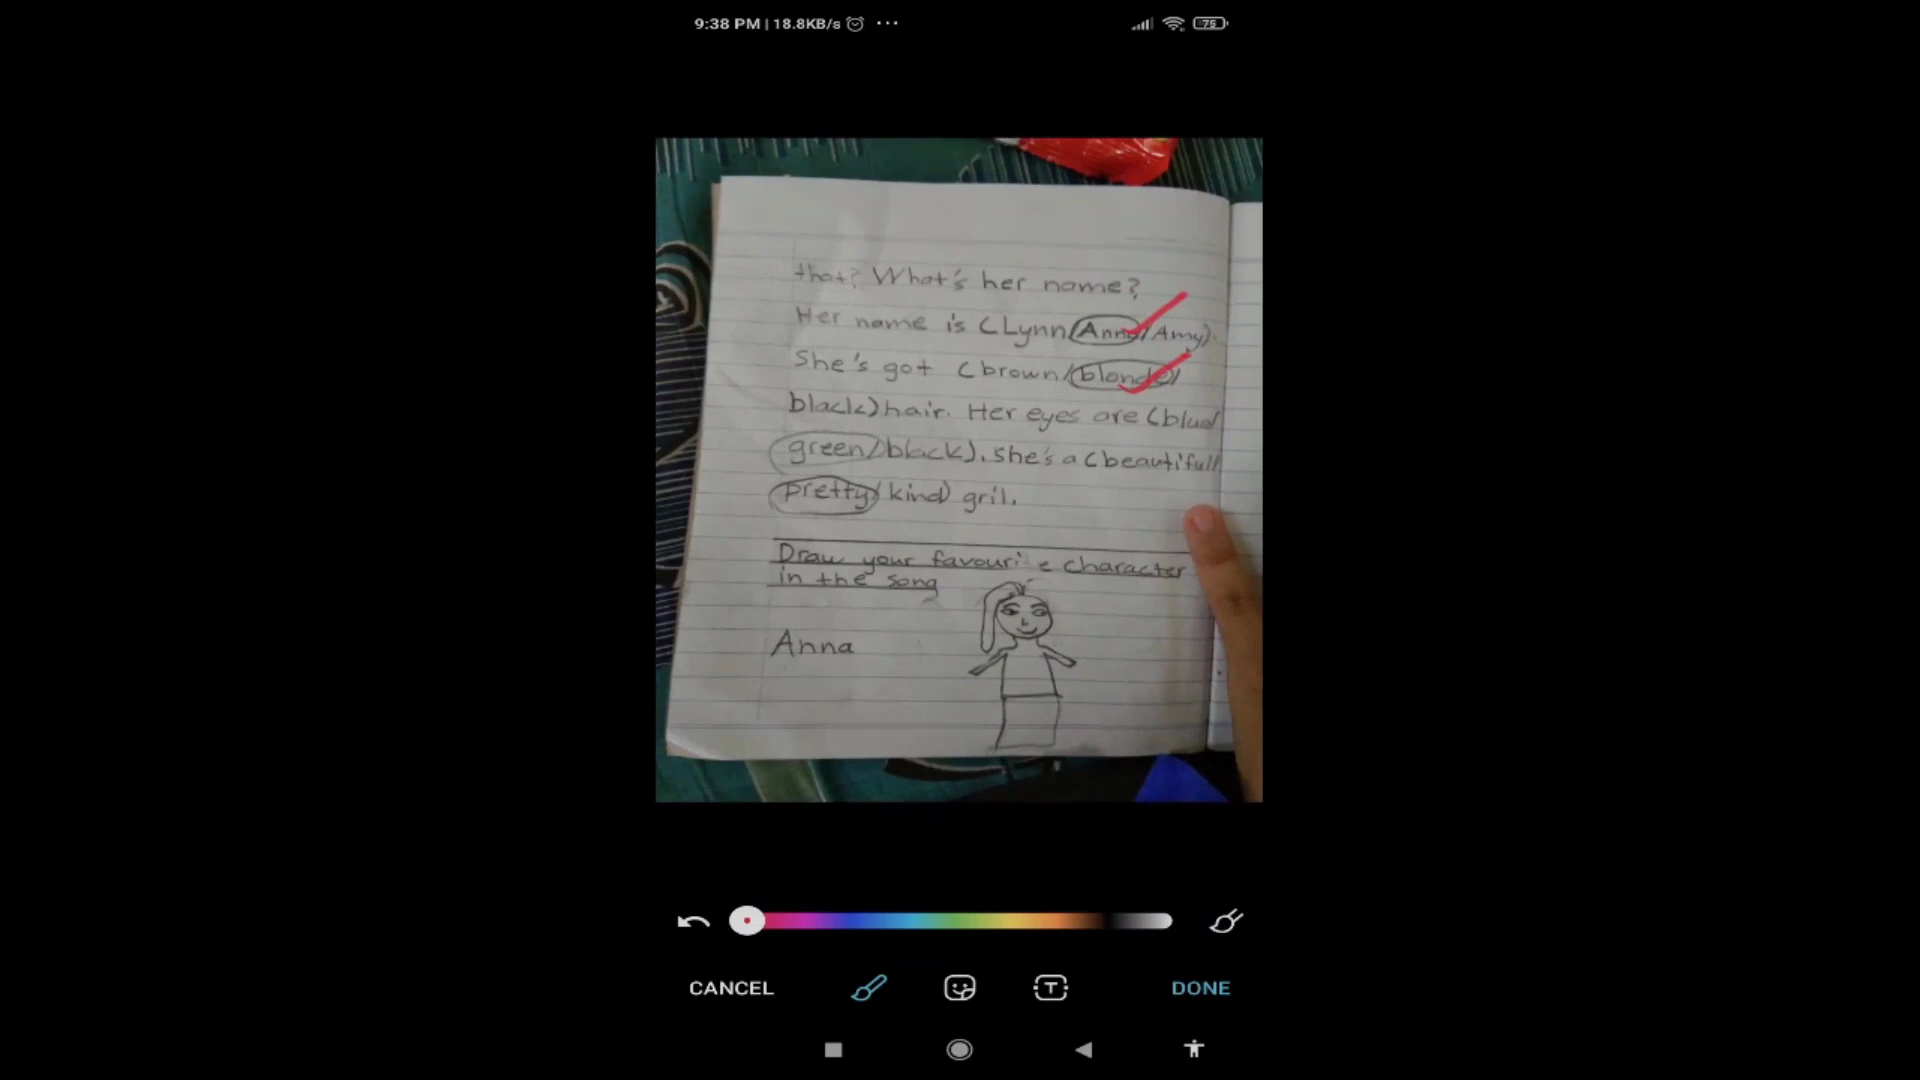 9:38 PM | 18.8KB/s ...
75
that? What's her name?
Her name is (Lynn/Anna/Amy).
She's got (brown/blonde/
black) hair. Her eyes are (blue/
green/black). She's a (beautifull/
pretty/kind) gril.
Draw your favourite character
in the song
Anna
CANCEL
T
DONE